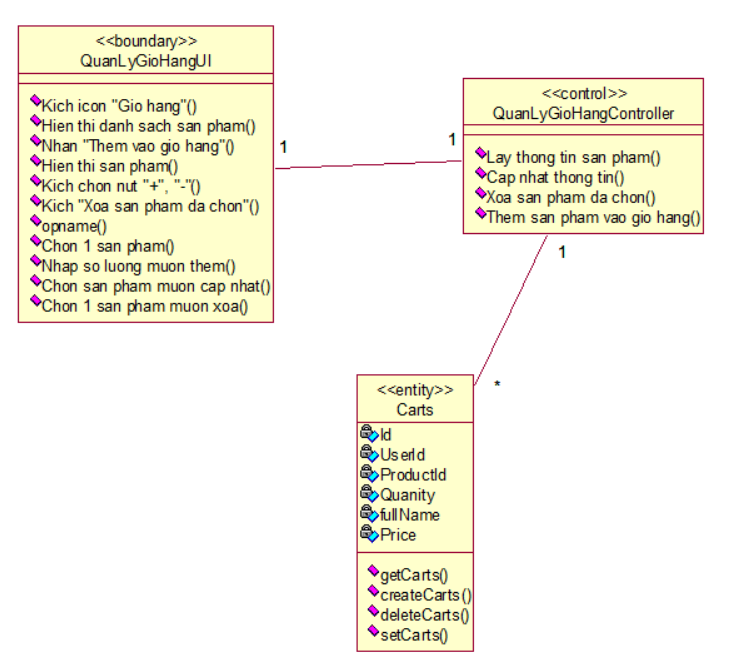 <<boundary>>
QuanLyGioHangUI
Kich icon "Gio hang"()
Hien thi danh sach san pham()
Nhan "Them vao gio hang"()
Hien thi san pham()
Kich chon nut "+", "-"()
Kich "Xoa san pham da chon"()
opname()
Chon 1 san pham()
Nhap so luong muon them()
Chon san pham muon cap nhat()
Chon 1 san pham muon xoa()
1
1
<<control>>
QuanLyGioHangController
Lay thong tin san pham()
Cap nhat thong tin()
Xoa san pham da chon()
Them san pham vao gio hang()
1
*
<<entity>>
Carts
Id
UserId
ProductId
Quanity
fullName
Price
getCarts()
createCarts()
deleteCarts()
setCarts()